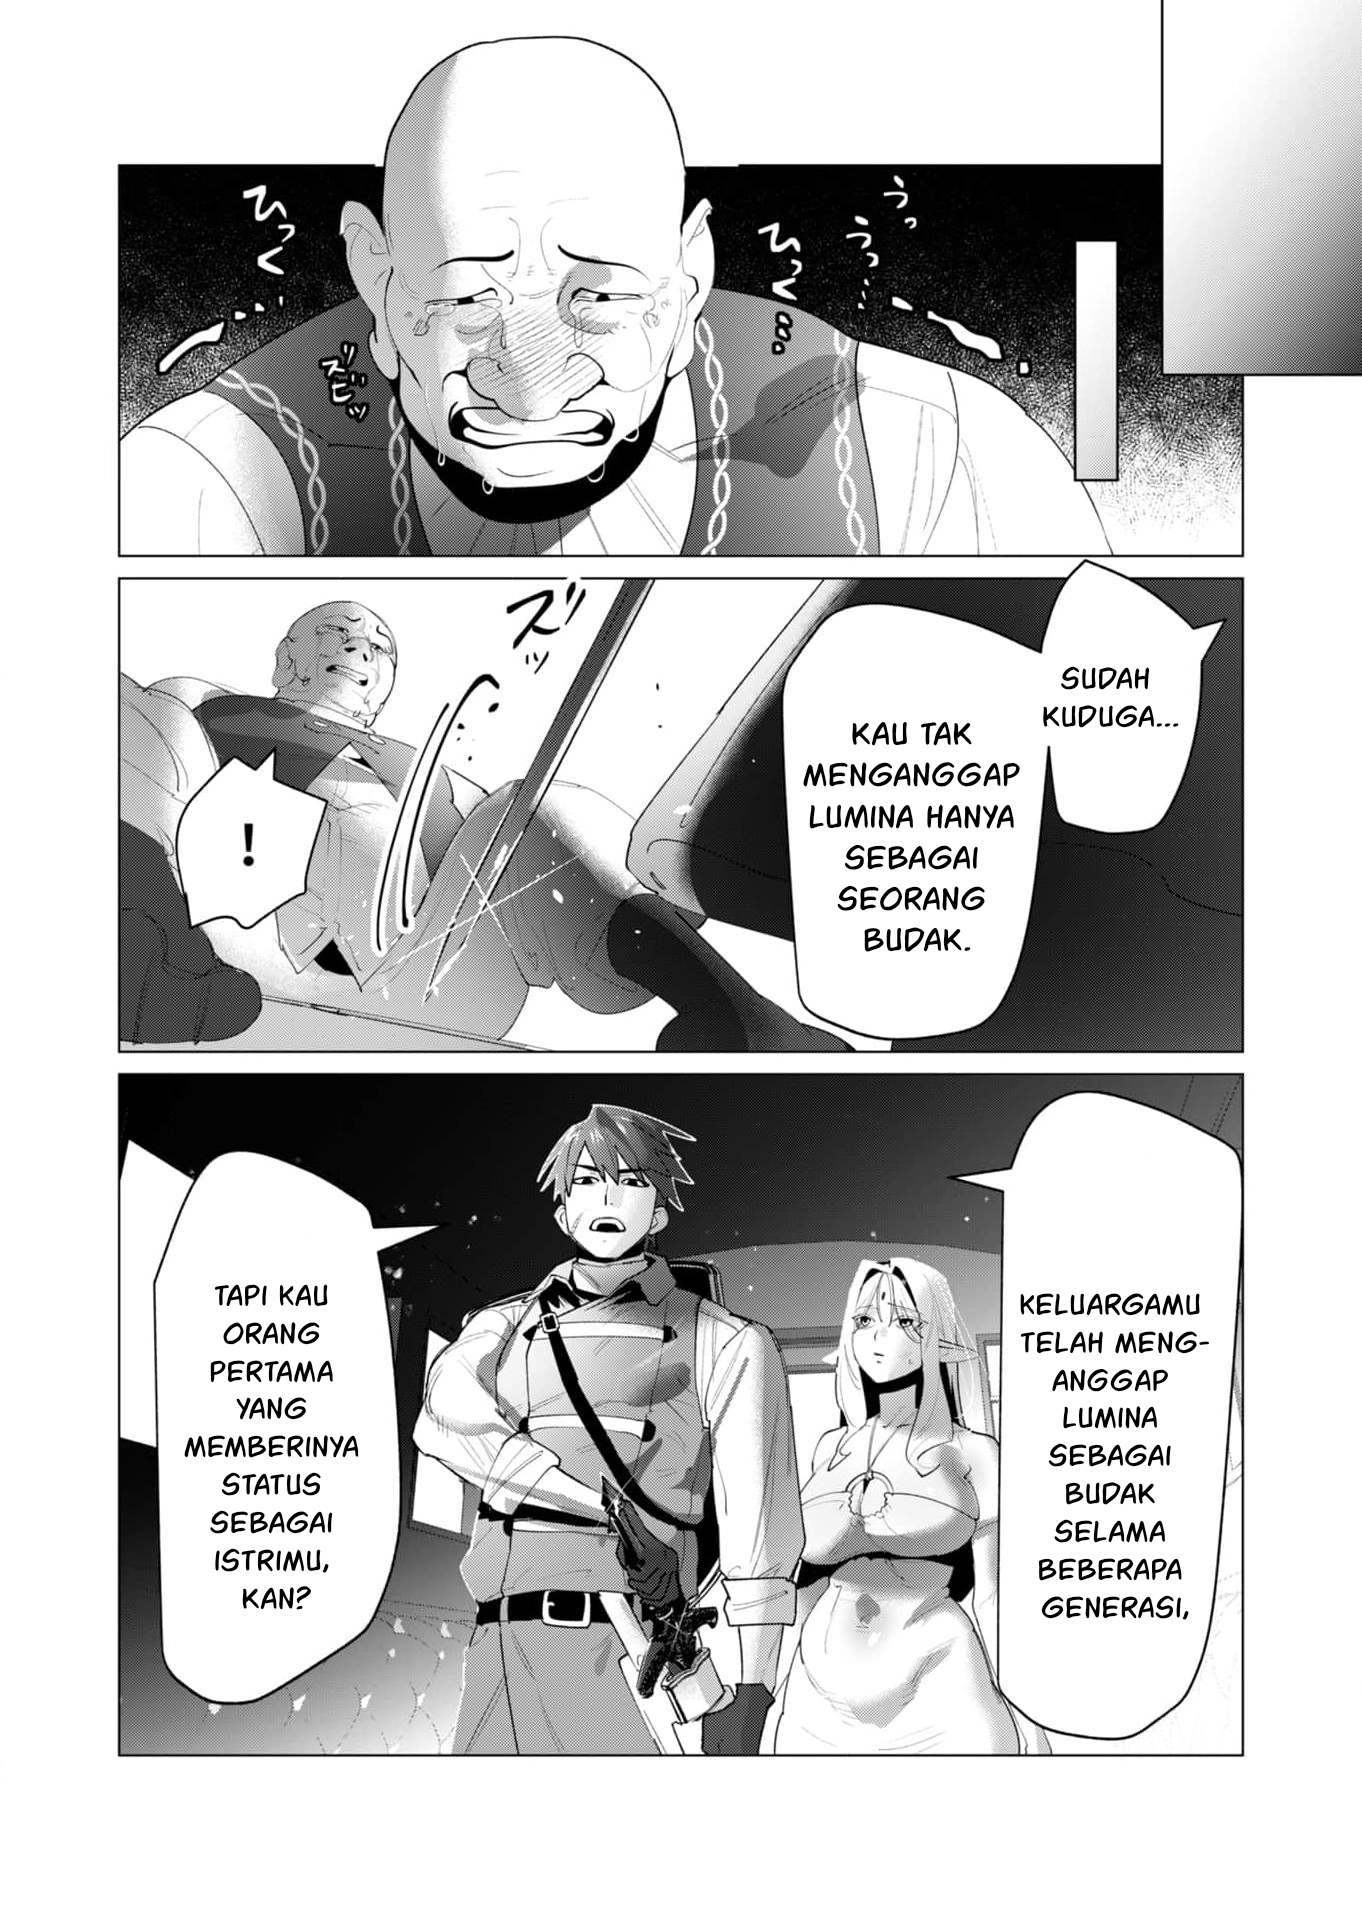 ひっく
ひっく
うっ
うっ…
ズビッ
ズリ…
ズッ
SUDAH
KUDUGA...
KAU TAK
MENGANGGAP
LUMINA HANYA
SEBAGAI
SEORANG
BUDAK.
!
KELUARGAMU
TELAH MENG-
ANGGAP
LUMINA
SEBAGAI
BUDAK
SELAMA
BEBERAPA
GENERASI,
TAPI KAU
ORANG
PERTAMA
YANG
MEMBERINYA
STATUS
SEBAGAI
ISTRIMU,
KAN?